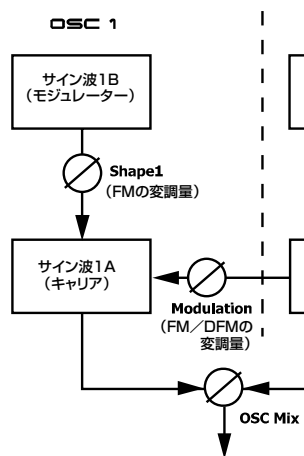 OSC 1
サイン波1B
(モジュレーター)
Shape1
(FMの変調量)
サイン波1A
(キャリア)
Modulation
(FM/DFMの
変調量)
OSC Mix